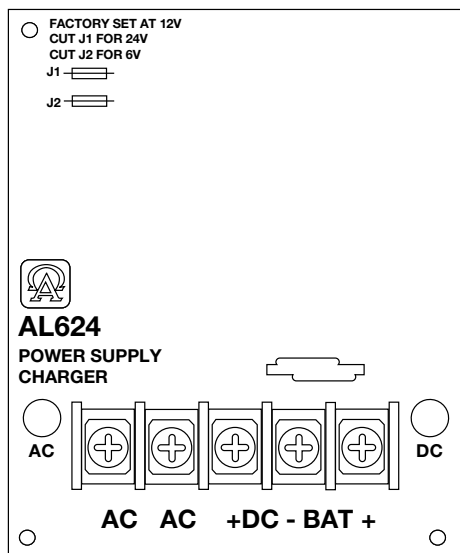 FACTORY SET AT 12V
CUT J1 FOR 24V
CUT J2 FOR 6V
J1
J2
AL624
POWER SUPPLY
CHARGER
AC
DC
AC AC +DC - BAT +